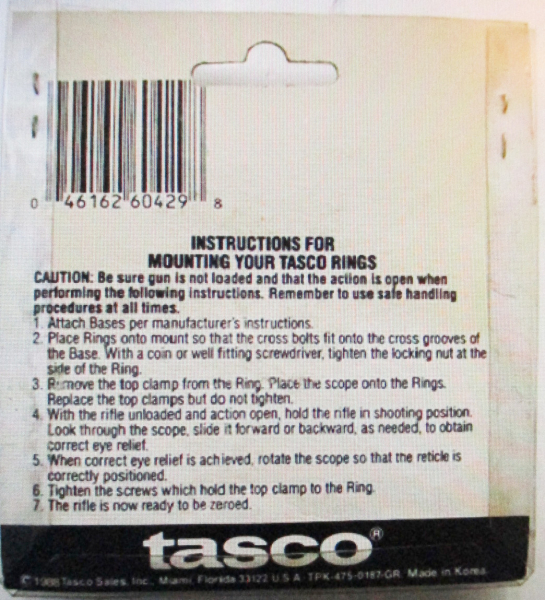 0 46162 60429 8
INSTRUCTIONS FOR
MOUNTING YOUR TASCO RINGS
CAUTION: Be sure gun is not loaded and that the action is open when
performing the following instructions. Remember to use safe handling
procedures at all times.
1. Attach Bases per manufacturer's instructions.
2. Place Rings onto mount so that the cross bolts fit onto the cross grooves of
the Base. With a coin or well fitting screwdriver, tighten the locking nut at the
side of the Ring.
3. Remove the top clamp from the Ring. Place the scope onto the Rings.
Replace the top clamps but do not tighten.
4. With the rifle unloaded and action open, hold the rifle in shooting position.
Look through the scope, slide it forward or backward, as needed, to obtain
correct eye relief.
5. When correct eye relief is achieved, rotate the scope so that the reticle is
correctly positioned.
6. Tighten the screws which hold the top clamp to the Ring.
7. The rifle is now ready to be zeroed.
tasco®
© 1988 Tasco Sales, Inc., Miami, Florida 33122 U.S.A. TPK-475-0187-GR Made in Korea